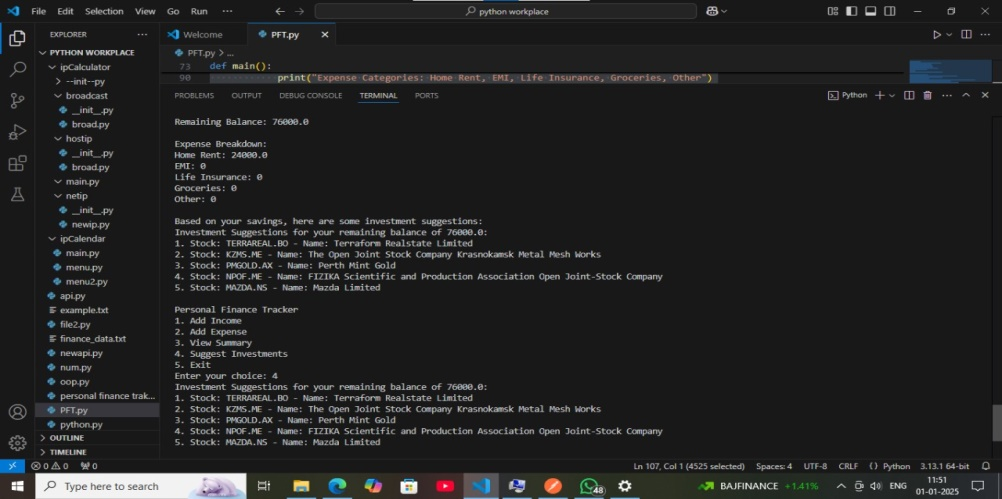 File Edit Selection View Go Run ... python workplace
EXPLORER ...
PYTHON WORKPLACE
ipCalculator
--init--py
broadcast
__init__.py
broad.py
hostip
__init__.py
broad.py
main.py
netip
__init__.py
newip.py
ipCalendar
main.py
menu.py
menu2.py
api.py
example.txt
file2.py
finance_data.txt
newapi.py
num.py
oop.py
personal finance trak...
PFT.py
python.py
OUTLINE
TIMELINE
Welcome PFT.py
PFT.py > ...
73 def main():
90 print("Expense Categories: Home Rent, EMI, Life Insurance, Groceries, Other")
PROBLEMS OUTPUT DEBUG CONSOLE TERMINAL PORTS Python
Remaining Balance: 76000.0
Expense Breakdown:
Home Rent: 24000.0
EMI: 0
Life Insurance: 0
Groceries: 0
Other: 0
Based on your savings, here are some investment suggestions:
Investment Suggestions for your remaining balance of 76000.0:
1. Stock: TERRAREAL.BO - Name: Terraform Realstate Limited
2. Stock: KZMS.ME - Name: The Open Joint Stock Company Krasnokamsk Metal Mesh Works
3. Stock: PMGOLD.AX - Name: Perth Mint Gold
4. Stock: NPOF.ME - Name: FIZIKA Scientific and Production Association Open Joint-Stock Company
5. Stock: MAZDA.NS - Name: Mazda Limited
Personal Finance Tracker
1. Add Income
2. Add Expense
3. View Summary
4. Suggest Investments
5. Exit
Enter your choice: 4
Investment Suggestions for your remaining balance of 76000.0:
1. Stock: TERRAREAL.BO - Name: Terraform Realstate Limited
2. Stock: KZMS.ME - Name: The Open Joint Stock Company Krasnokamsk Metal Mesh Works
3. Stock: PMGOLD.AX - Name: Perth Mint Gold
4. Stock: NPOF.ME - Name: FIZIKA Scientific and Production Association Open Joint-Stock Company
5. Stock: MAZDA.NS - Name: Mazda Limited
0 0 0 Ln 107, Col 1 (4525 selected) Spaces: 4 UTF-8 CRLF {} Python 3.13.1 64-bit
Type here to search 48 BAJFINANCE +1.41% ENG 11:51
01-01-2025